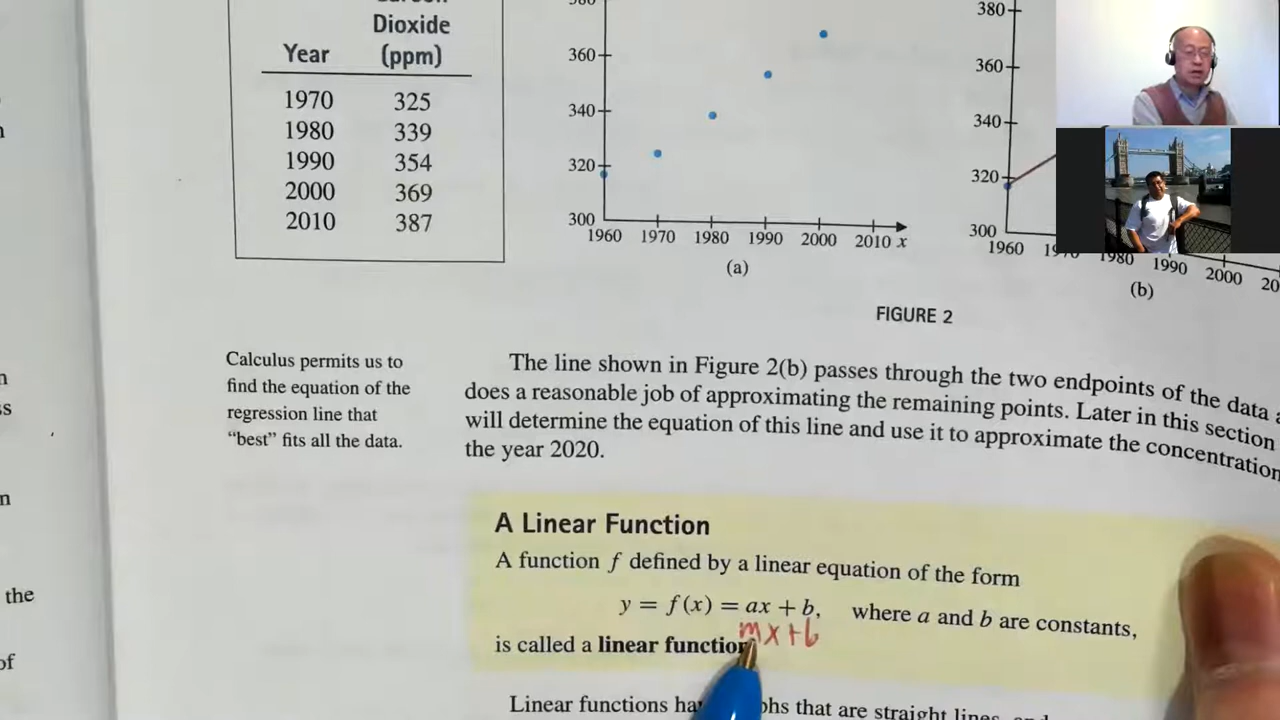 Dioxide
Year (ppm)
1970 325
1980 339
1990 354
2000 369
2010 387
360
340
320
300
1960 1970 1980 1990 2000 2010 x
(a)
380
360
340
320
300
1960
1980 1990 2000
(b)
FIGURE 2
Calculus permits us to
find the equation of the
regression line that
“best” fits all the data.
The line shown in Figure 2(b) passes through the two endpoints of the data
does a reasonable job of approximating the remaining points. Later in this section
will determine the equation of this line and use it to approximate the concentration
the year 2020.
A Linear Function
A function f defined by a linear equation of the form
y = f(x) = ax + b, where a and b are constants,
mx+b
is called a linear function
Linear functions that are straight lines, and
the
of